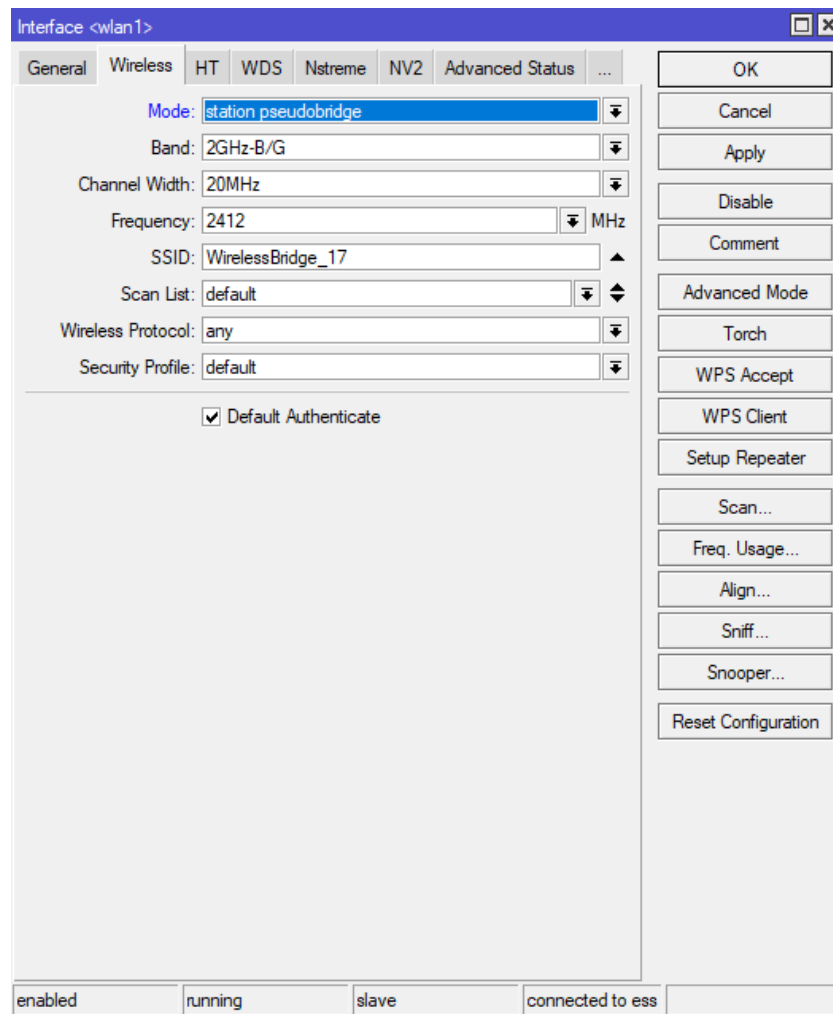 Interface <wlan1>
General Wireless HT WDS Nstreme NV2 Advanced Status ...
Mode: station pseudobridge
Band: 2GHz-B/G
Channel Width: 20MHz
Frequency: 2412 MHz
SSID: WirelessBridge_17
Scan List: default
Wireless Protocol: any
Security Profile: default
Default Authenticate
OK
Cancel
Apply
Disable
Comment
Advanced Mode
Torch
WPS Accept
WPS Client
Setup Repeater
Scan...
Freq. Usage...
Align...
Sniff...
Snooper...
Reset Configuration
enabled running slave connected to ess